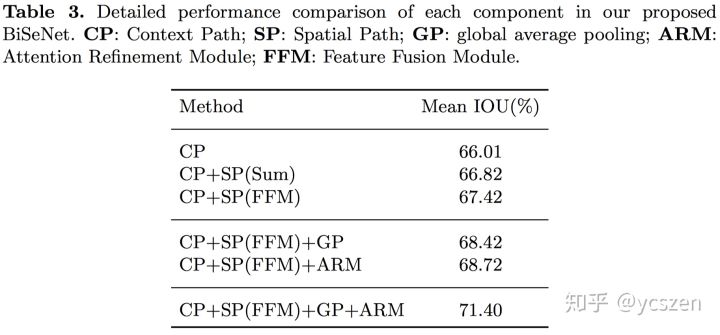 Table 3. Detailed performance comparison of each component in our proposed
BiSeNet. CP: Context Path; SP: Spatial Path; GP: global average pooling; ARM:
Attention Refinement Module; FFM: Feature Fusion Module.
Method Mean IOU(%)
CP 66.01
CP+SP(Sum) 66.82
CP+SP(FFM) 67.42
CP+SP(FFM)+GP 68.42
CP+SP(FFM)+ARM 68.72
CP+SP(FFM)+GP+ARM 71.40
知乎 @ycszen